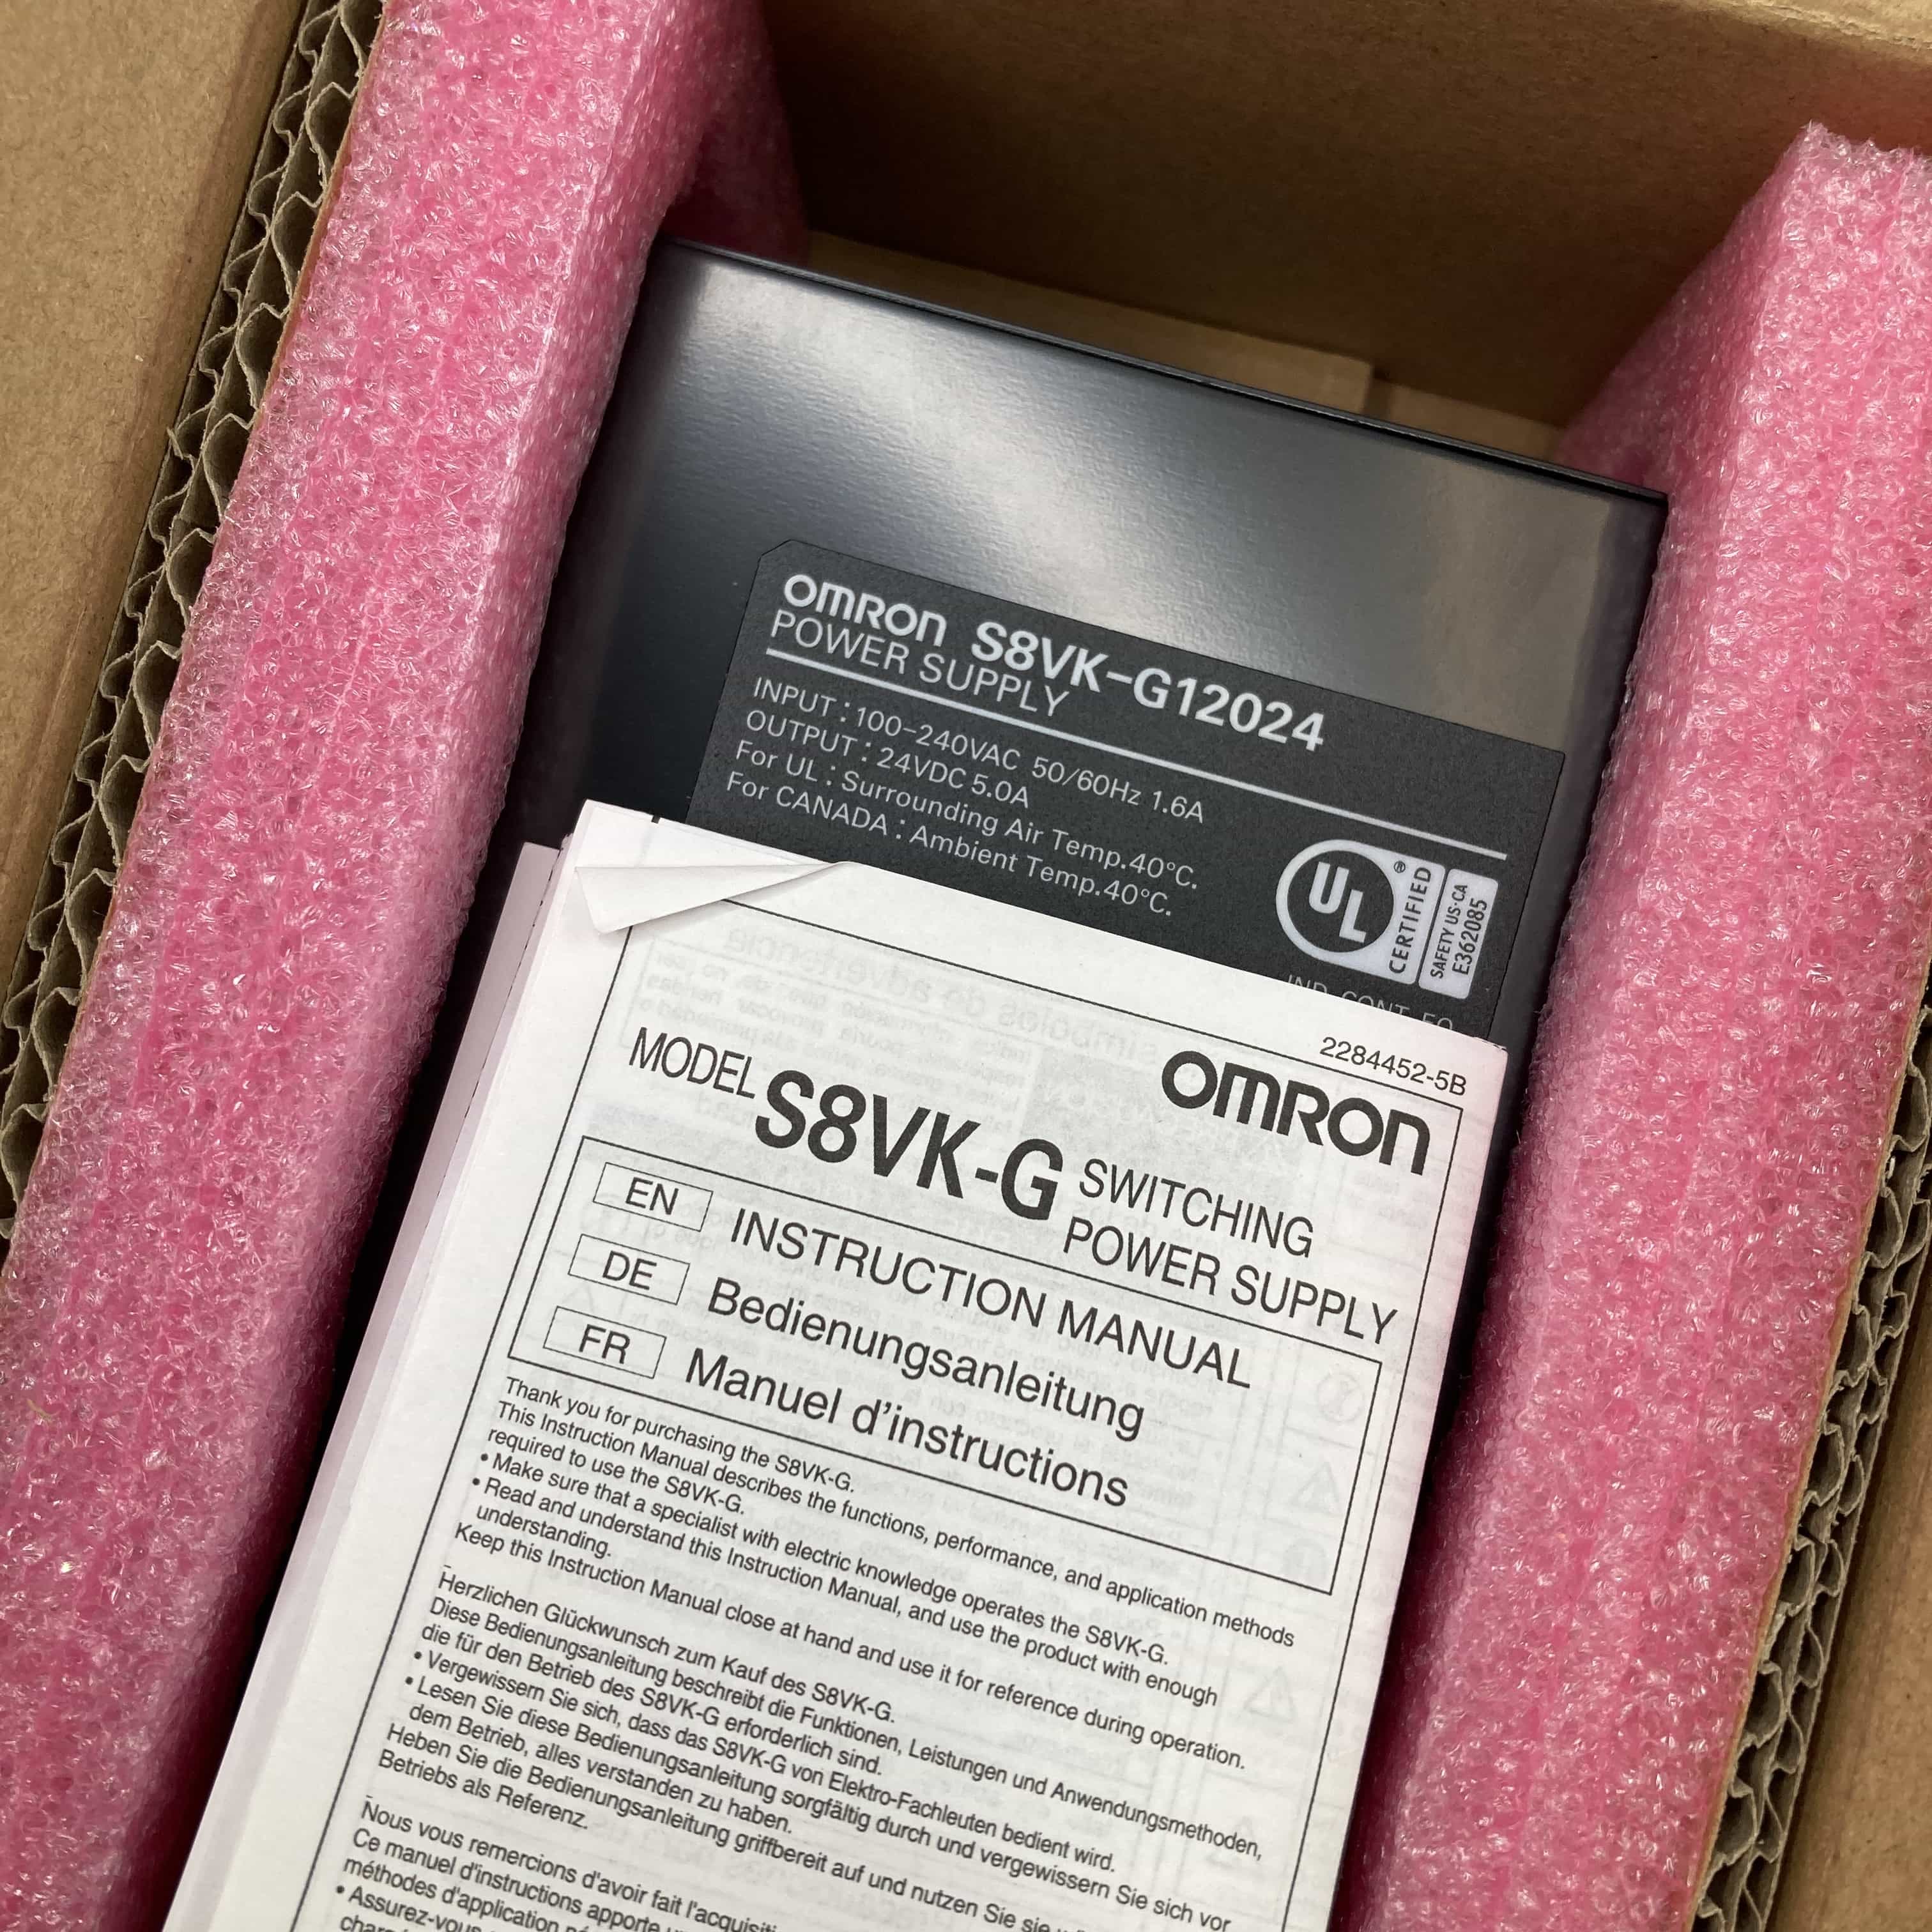 OMRON S8VK-G12024
POWER SUPPLY
INPUT : 100-240VAC 50/60Hz 1.6A
OUTPUT : 24VDC 5.0A
For UL : Surrounding Air Temp.40°C.
For CANADA : Ambient Temp.40°C.
UL ® CERTIFIED
SAFETY US·CA
E362085
IND CONT EQ
2284452-5B
OMRON
MODEL S8VK-G SWITCHING
POWER SUPPLY
EN INSTRUCTION MANUAL
DE Bedienungsanleitung
FR Manuel d'instructions
Thank you for purchasing the S8VK-G.
This Instruction Manual describes the functions, performance, and application methods
required to use the S8VK-G.
• Make sure that a specialist with electric knowledge operates the S8VK-G.
• Read and understand this Instruction Manual, and use the product with enough
understanding.
Keep this Instruction Manual close at hand and use it for reference during operation.
Herzlichen Glückwunsch zum Kauf des S8VK-G.
Diese Bedienungsanleitung beschreibt die Funktionen, Leistungen und Anwendungsmethoden,
die für den Betrieb des S8VK-G erforderlich sind.
• Vergewissern Sie sich, dass das S8VK-G von Elektro-Fachleuten bedient wird.
• Lesen Sie diese Bedienungsanleitung sorgfältig durch und vergewissern Sie sich vor
dem Betrieb, alles verstanden zu haben.
Heben Sie die Bedienungsanleitung griffbereit auf und nutzen Sie sie
Betriebs als Referenz.
Nous vous remercions d'avoir fait l'acquisiti
Ce manuel d'instructions apporte
méthodes d'application
• Assurez-vous